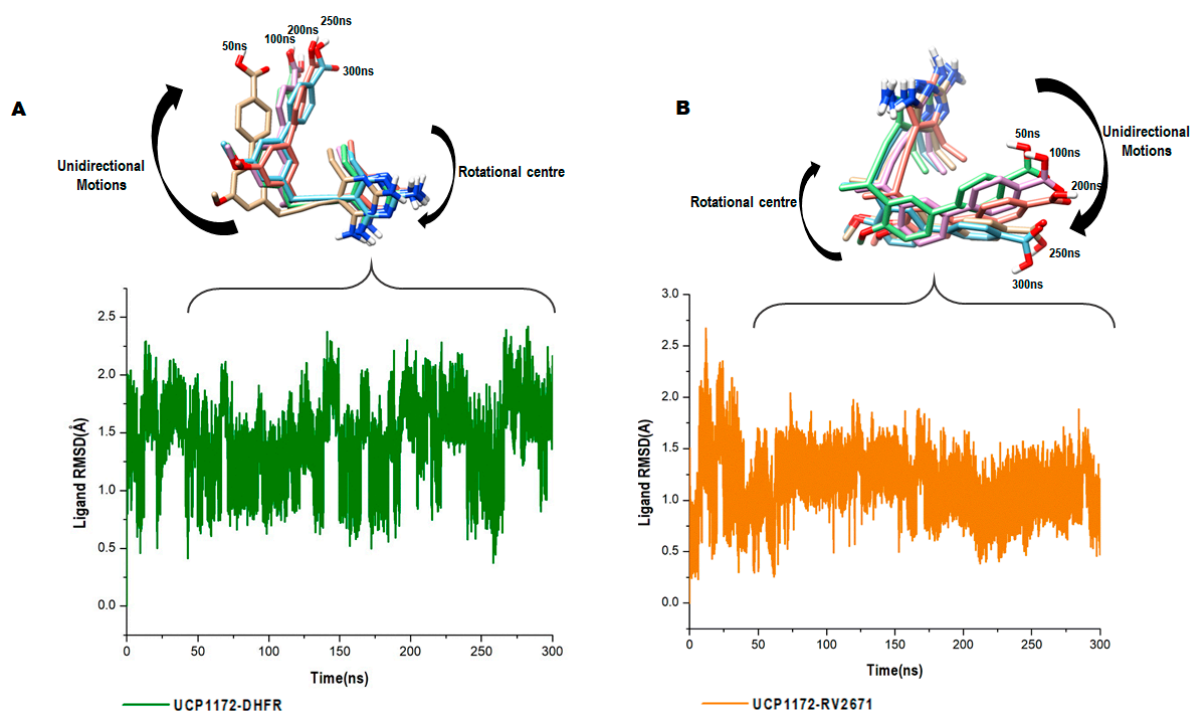 A
50ns
100ns
200ns
250ns
300ns
Unidirectional
Motions
Rotational centre
2.5
2.0
1.5
1.0
0.5
0.0
Ligand RMSD(Å)
0
50
100
150
200
250
300
Time(ns)
UCP1172-DHFR
B
50ns
100ns
200ns
250ns
300ns
Unidirectional
Motions
Rotational centre
3.0
2.5
2.0
1.5
1.0
0.5
0.0
Ligand RMSD(A)
0
50
100
150
200
250
300
Time(ns)
UCP1172-RV2671